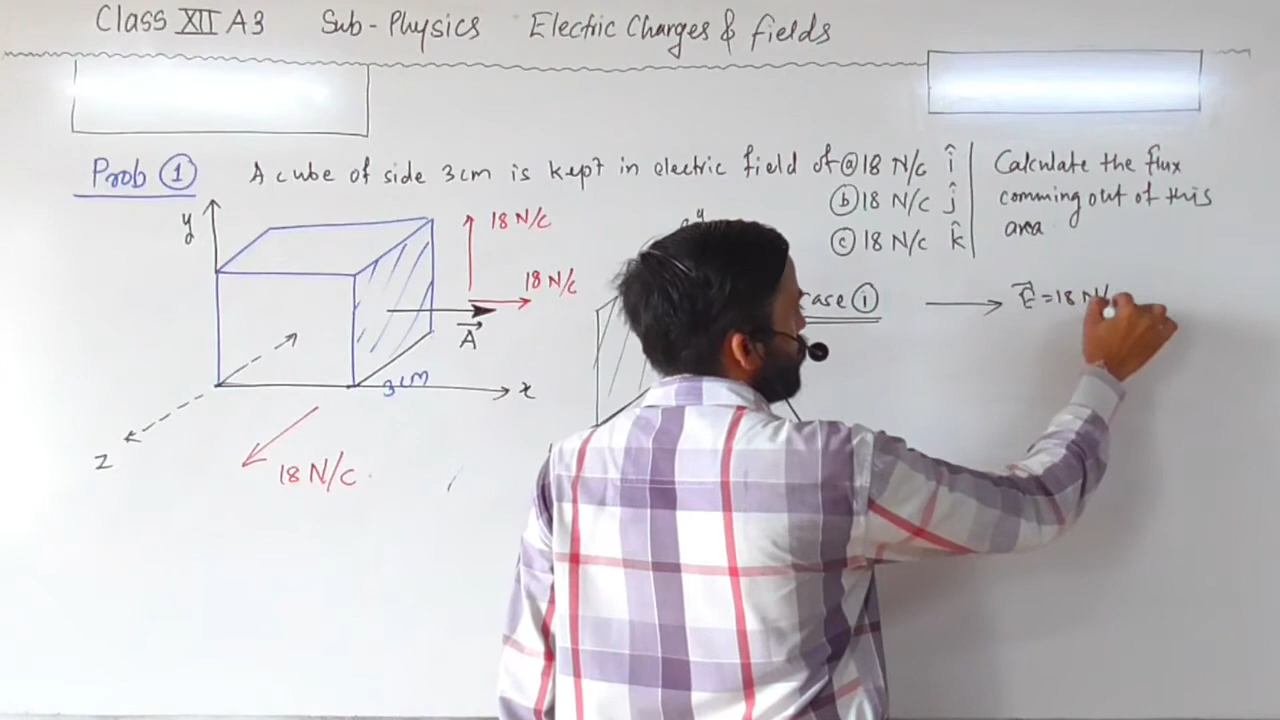 Class XII A3 Sub - Physics Electric Charges & fields
Prob ① A cube of side 3cm is kept in electric field of ⓐ 18 N/C î
ⓑ 18 N/C ĵ
ⓒ 18 N/C k̂
Calculate the flux
comming out of this
area
y
18 N/C
18 N/C
A⃗
3cm
x
z
18 N/C
y
case ①
E⃗ = 18 N/